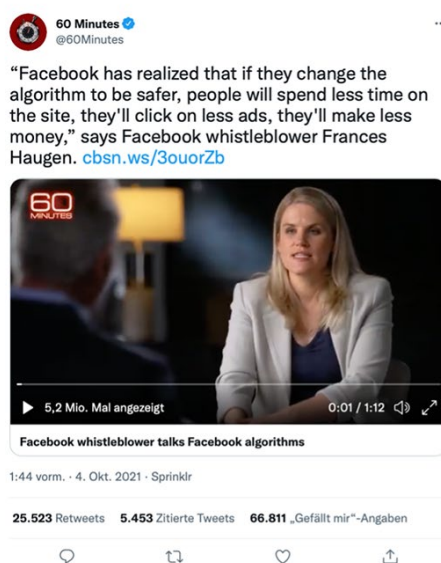 60 Minutes
@60Minutes
“Facebook has realized that if they change the
algorithm to be safer, people will spend less time on
the site, they'll click on less ads, they'll make less
money,” says Facebook whistleblower Frances
Haugen. cbsn.ws/3ouorZb
60
MINUTES
5,2 Mio. Mal angezeigt
0:01 / 1:12
Facebook whistleblower talks Facebook algorithms
1:44 vorm. · 4. Okt. 2021 · Sprinklr
25.523 Retweets 5.453 Zitierte Tweets 66.811 „Gefällt mir“-Angaben